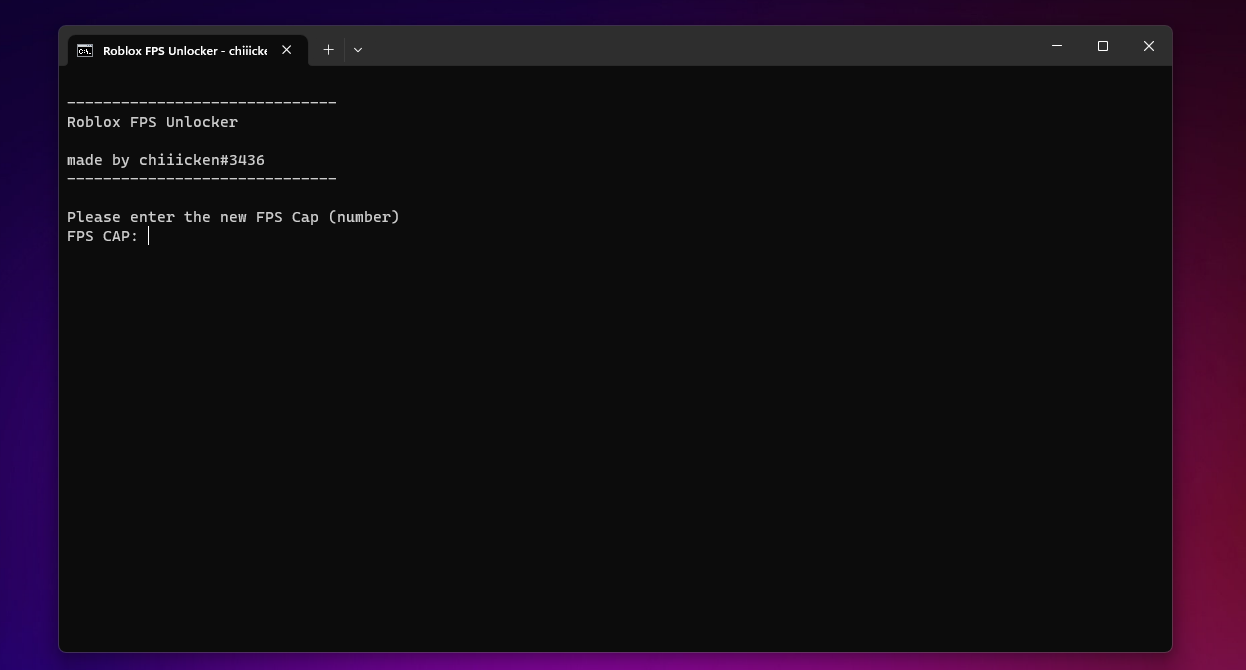 Roblox FPS Unlocker - chiiicke
------------------------------
Roblox FPS Unlocker
made by chiiicken#3436
------------------------------
Please enter the new FPS Cap (number)
FPS CAP: